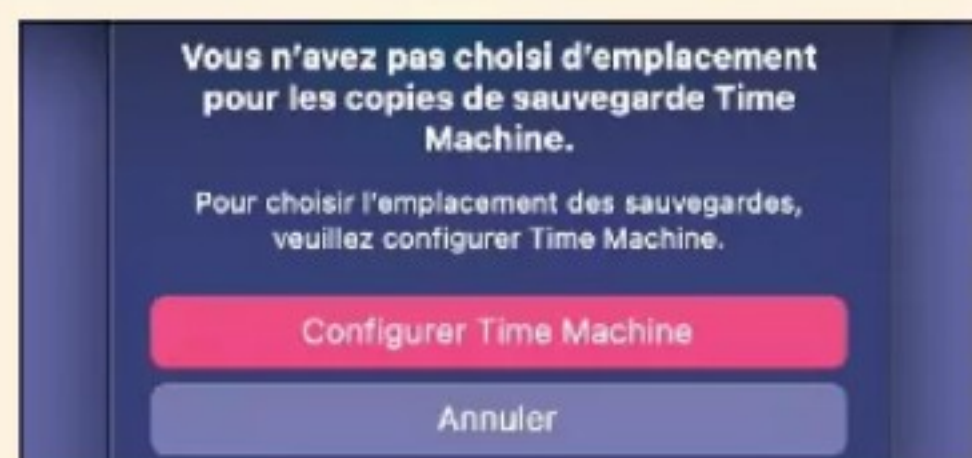 Vous n'avez pas choisi d'emplacement
pour les copies de sauvegarde Time
Machine.
Pour choisir l'emplacement des sauvegardes,
veuillez configurer Time Machine.
Configurer Time Machine
Annuler